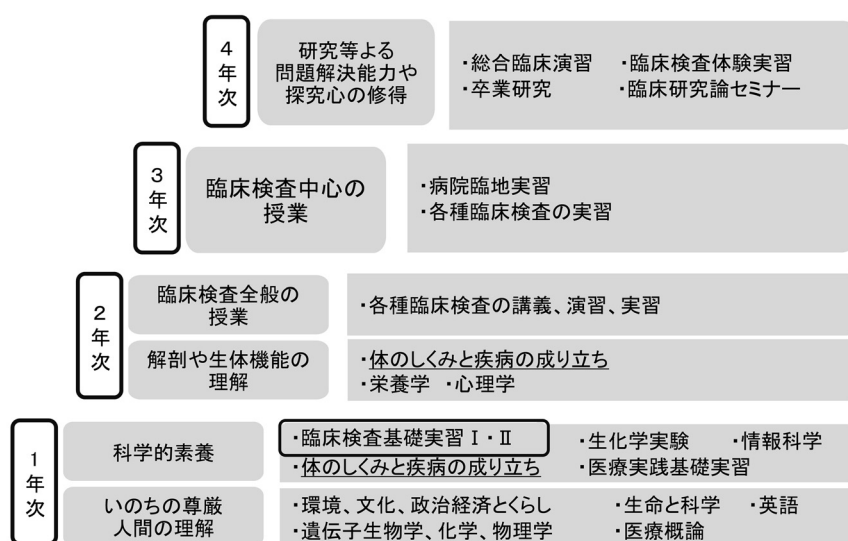 4年次
研究等よる
問題解決能力や
探究心の修得
・総合臨床演習 ・臨床検査体験実習
・卒業研究 ・臨床研究論セミナー
3年次
臨床検査中心の
授業
・病院臨地実習
・各種臨床検査の実習
2年次
臨床検査全般の
授業
・各種臨床検査の講義、演習、実習
解剖や生体機能の
理解
・体のしくみと疾病の成り立ち
・栄養学 ・心理学
1年次
科学的素養
・臨床検査基礎実習Ⅰ・Ⅱ ・生化学実験 ・情報科学
・体のしくみと疾病の成り立ち ・医療実践基礎実習
いのちの尊厳
人間の理解
・環境、文化、政治経済とくらし ・生命と科学 ・英語
・遺伝子生物学、化学、物理学 ・医療概論